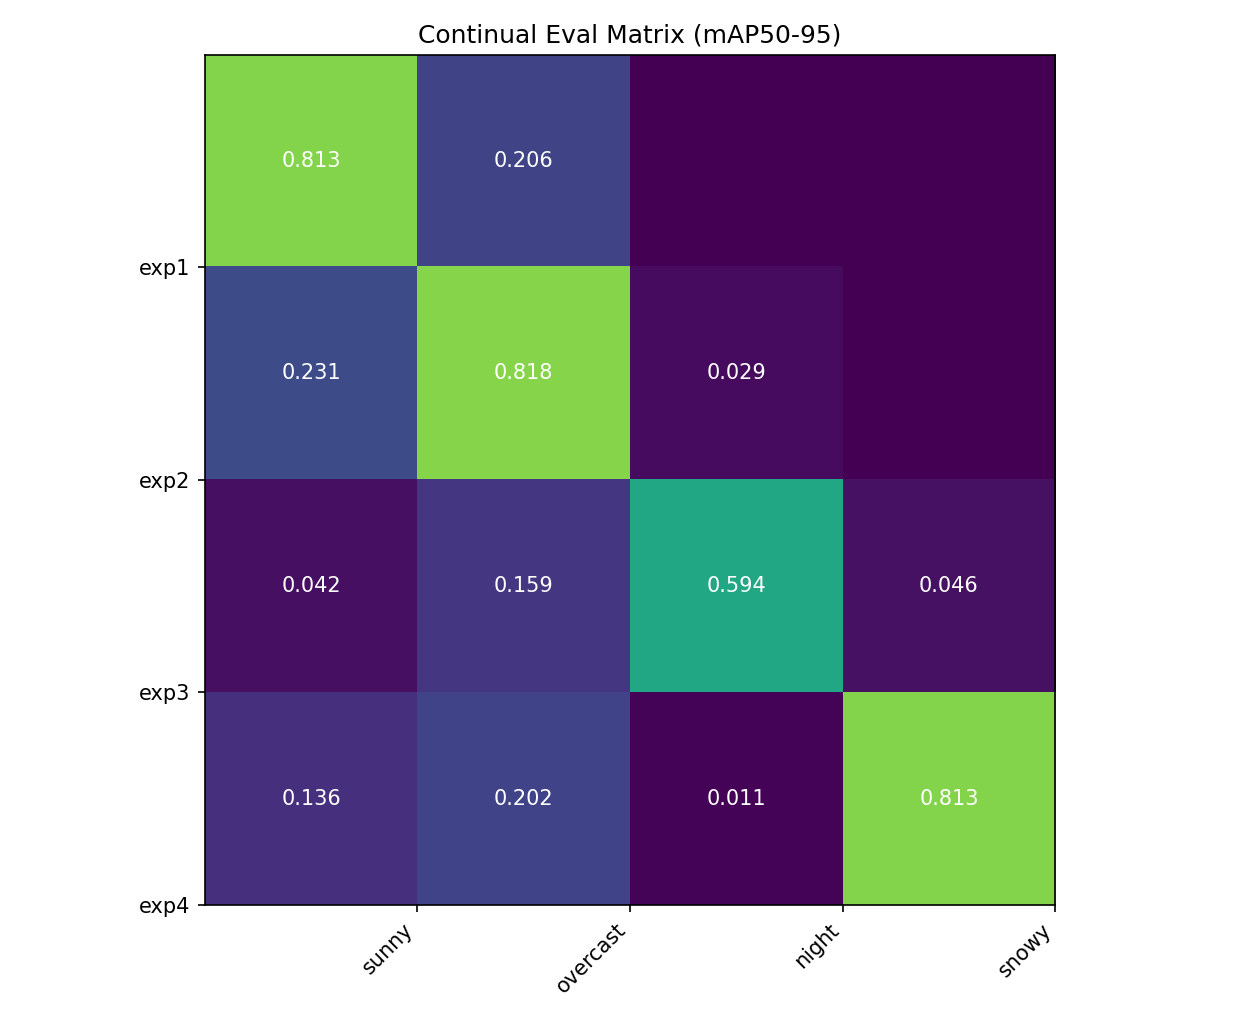 Continual Eval Matrix (mAP50-95)
0.813 0.206
exp1
0.231 0.818 0.029
exp2
0.042 0.159 0.594 0.046
exp3
0.136 0.202 0.011 0.813
exp4
sunny overcast night snowy